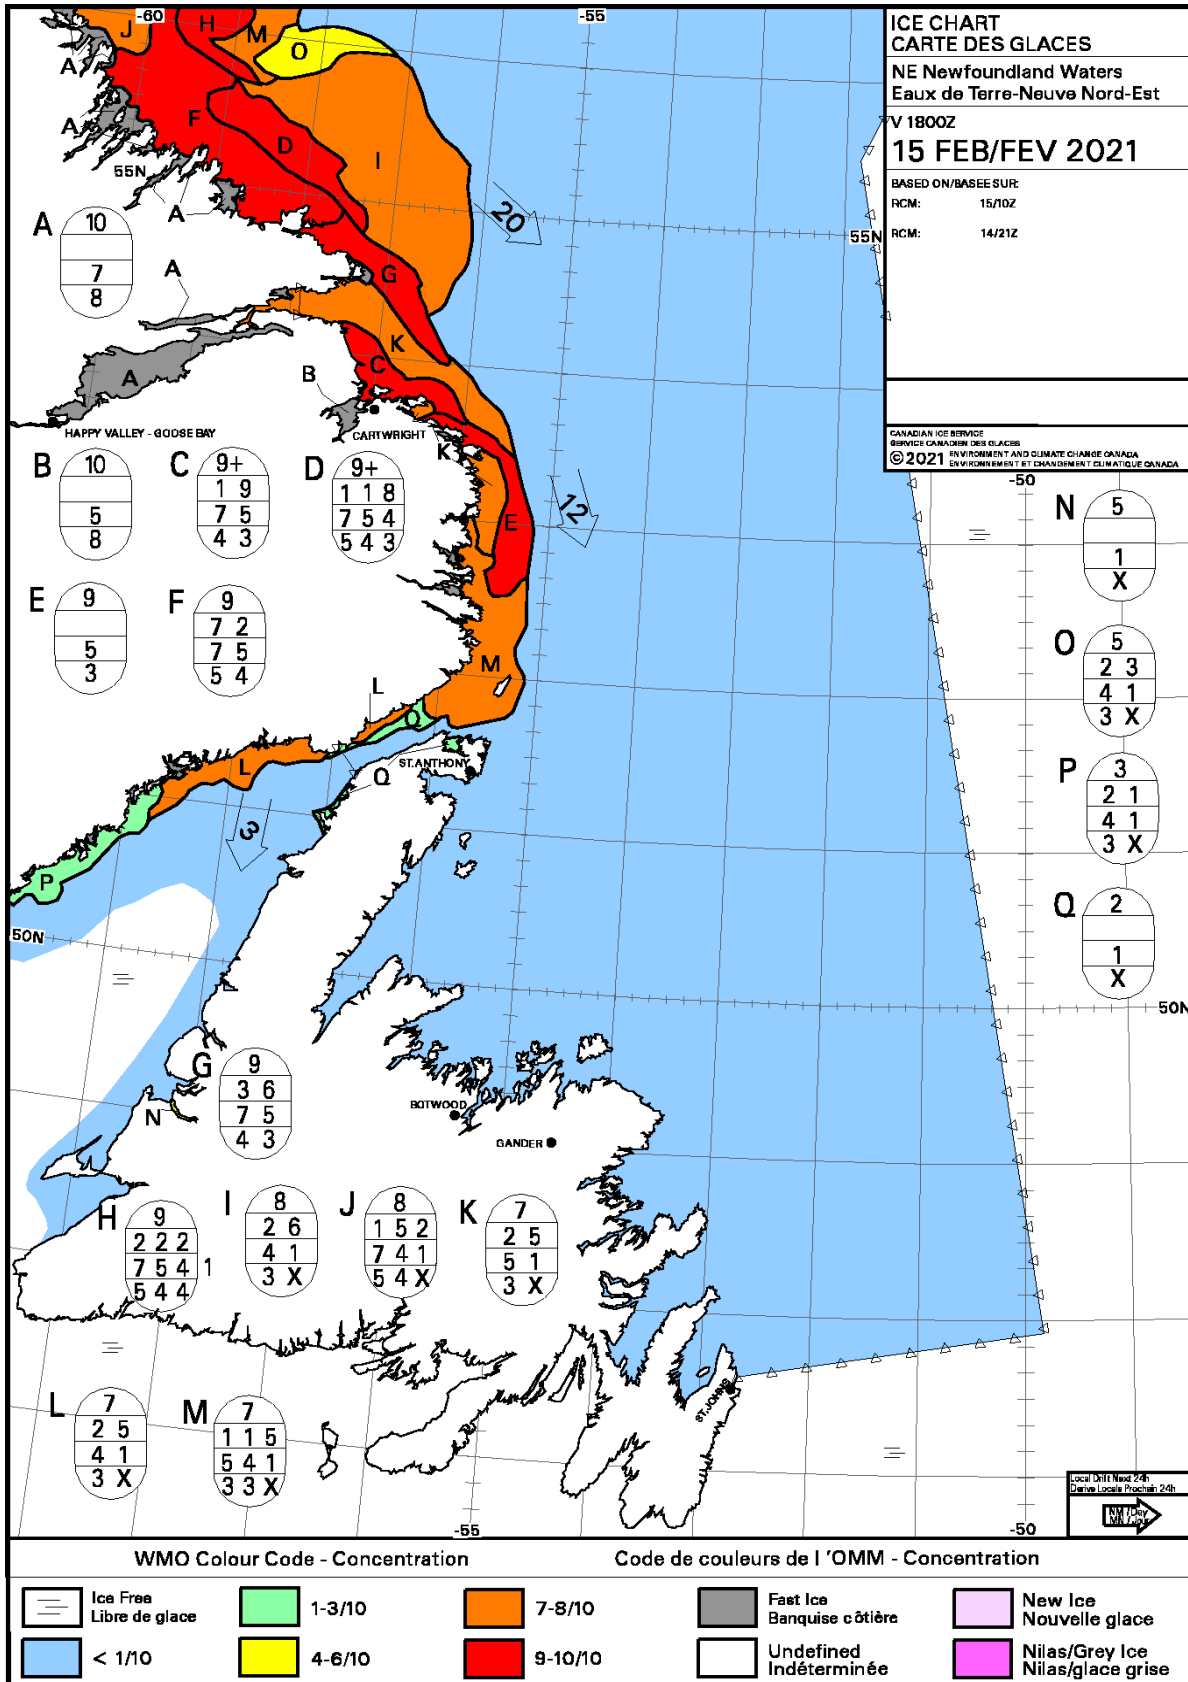 -60
-55
J
H
M
O
A
A
F
D
I
55N
A
20
A
G
K
C
B
A
HAPPY VALLEY - GOOSE BAY
CARTWRIGHT
K
E
12
M
L
Q
ST.ANTHONY
Q
L
3
P
50N
N
BOTWOOD
GANDER
ST.JOHNS
-55
-50
-50
50N
55N
ICE CHART
CARTE DES GLACES
NE Newfoundland Waters
Eaux de Terre-Neuve Nord-Est
V 1800Z
15 FEB/FEV 2021
BASED ON/BASEE SUR:
RCM: 15/10Z
RCM: 14/21Z
CANADIAN ICE SERVICE
SERVICE CANADIEN DES GLACES
© 2021 ENVIRONMENT AND CLIMATE CHANGE CANADA
ENVIRONNEMENT ET CHANGEMENT CLIMATIQUE CANADA
A
10
7
8
B
10
5
8
C
9+
1 9
7 5
4 3
D
9+
1 1 8
7 5 4
5 4 3
E
9
5
3
F
9
7 2
7 5
5 4
G
9
3 6
7 5
4 3
H
9
2 2 2
7 5 4 1
5 4 4
I
8
2 6
4 1
3 X
J
8
1 5 2
7 4 1
5 4 X
K
7
2 5
5 1
3 X
L
7
2 5
4 1
3 X
M
7
1 1 5
5 4 1
3 3 X
N
5
1
X
O
5
2 3
4 1
3 X
P
3
2 1
4 1
3 X
Q
2
1
X
Local Drift Next 24h
Derive Locale Prochain 24h
NM / Day
MN / Jour
WMO Colour Code - Concentration
Code de couleurs de l 'OMM - Concentration
Ice Free
Libre de glace
1-3/10
7-8/10
Fast Ice
Banquise côtière
New Ice
Nouvelle glace
< 1/10
4-6/10
9-10/10
Undefined
Indéterminée
Nilas/Grey Ice
Nilas/glace grise